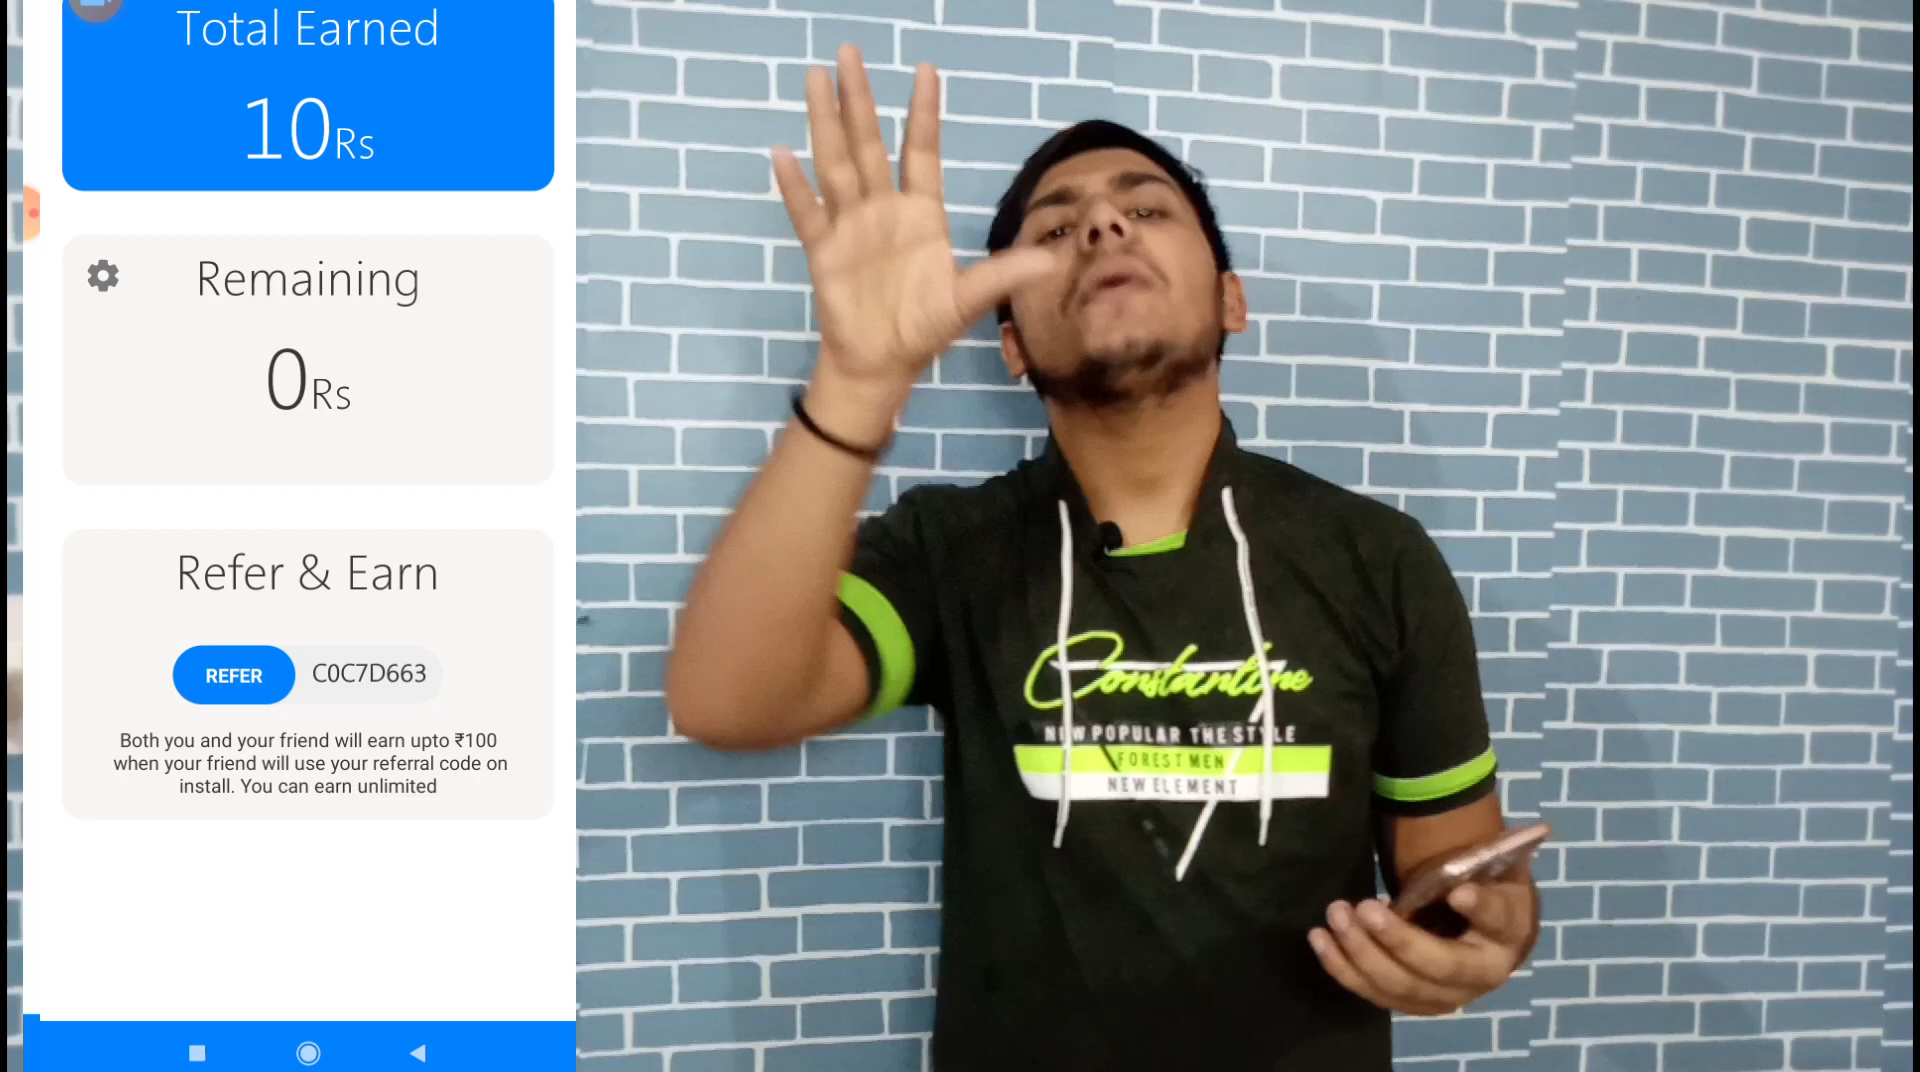 Total Earned
10Rs
Remaining
0Rs
Refer & Earn
REFER C0C7D663
Both you and your friend will earn upto ₹100
when your friend will use your referral code on
install. You can earn unlimited
Constantine
NEW POPULAR THE STYLE
FOREST MEN
NEW ELEMENT